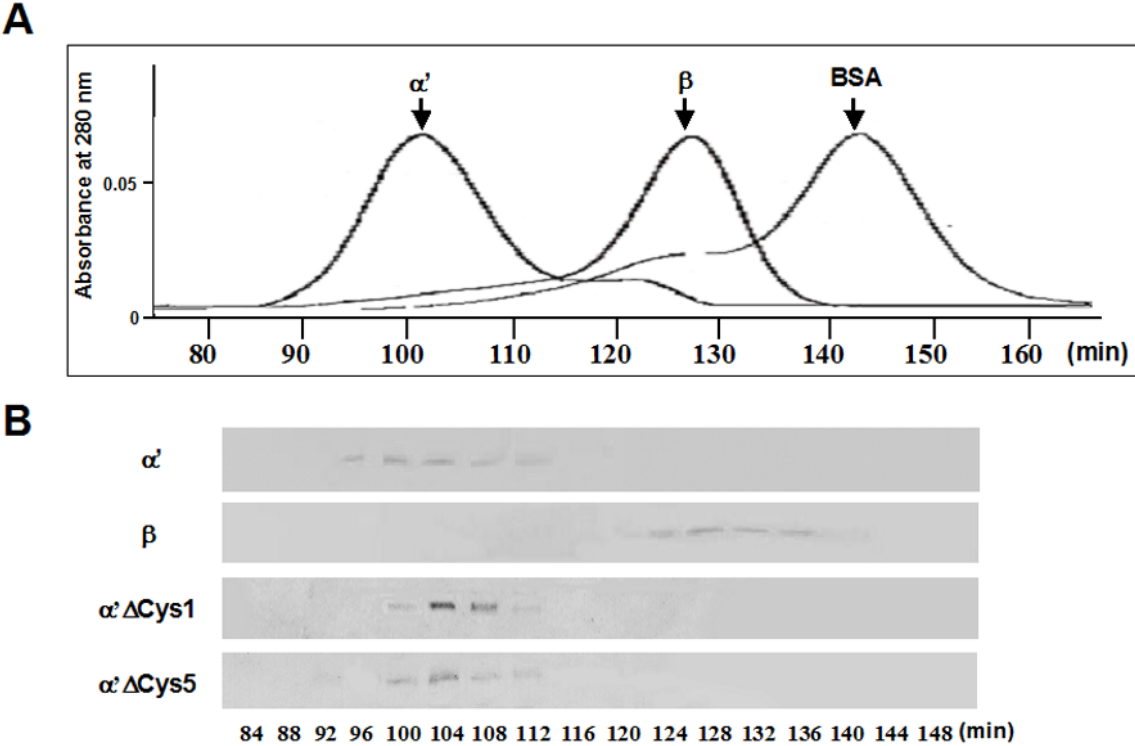 A
α' β BSA
Absorbance at 280 nm
0.05
0
80 90 100 110 120 130 140 150 160 (min)
B
α'
β
α'ΔCys1
α'ΔCys5
84 88 92 96 100 104 108 112 116 120 124 128 132 136 140 144 148 (min)